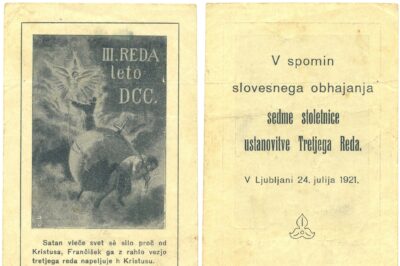 III. REDA
leto
DCC.
Satan vleče svet sè silo proč od
Kristusa, Frančišek ga z rahlo vezjo
tretjega reda napeljuje h Kristusu.
V spomin
slovesnega obhajanja
sedme stoletnice
ustanovitve Tretjega Reda.
V Ljubljani 24. julija 1921.